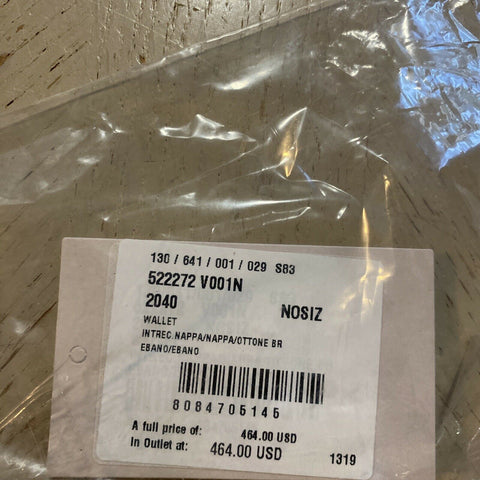 130 / 641 / 001 / 029 S83
522272 V001N
2040 NOSIZ
WALLET
INTREC.NAPPA/NAPPA/OTTONE BR
EBANO/EBANO
8084705145
A full price of: 464.00 USD
In Outlet at: 464.00 USD
1319